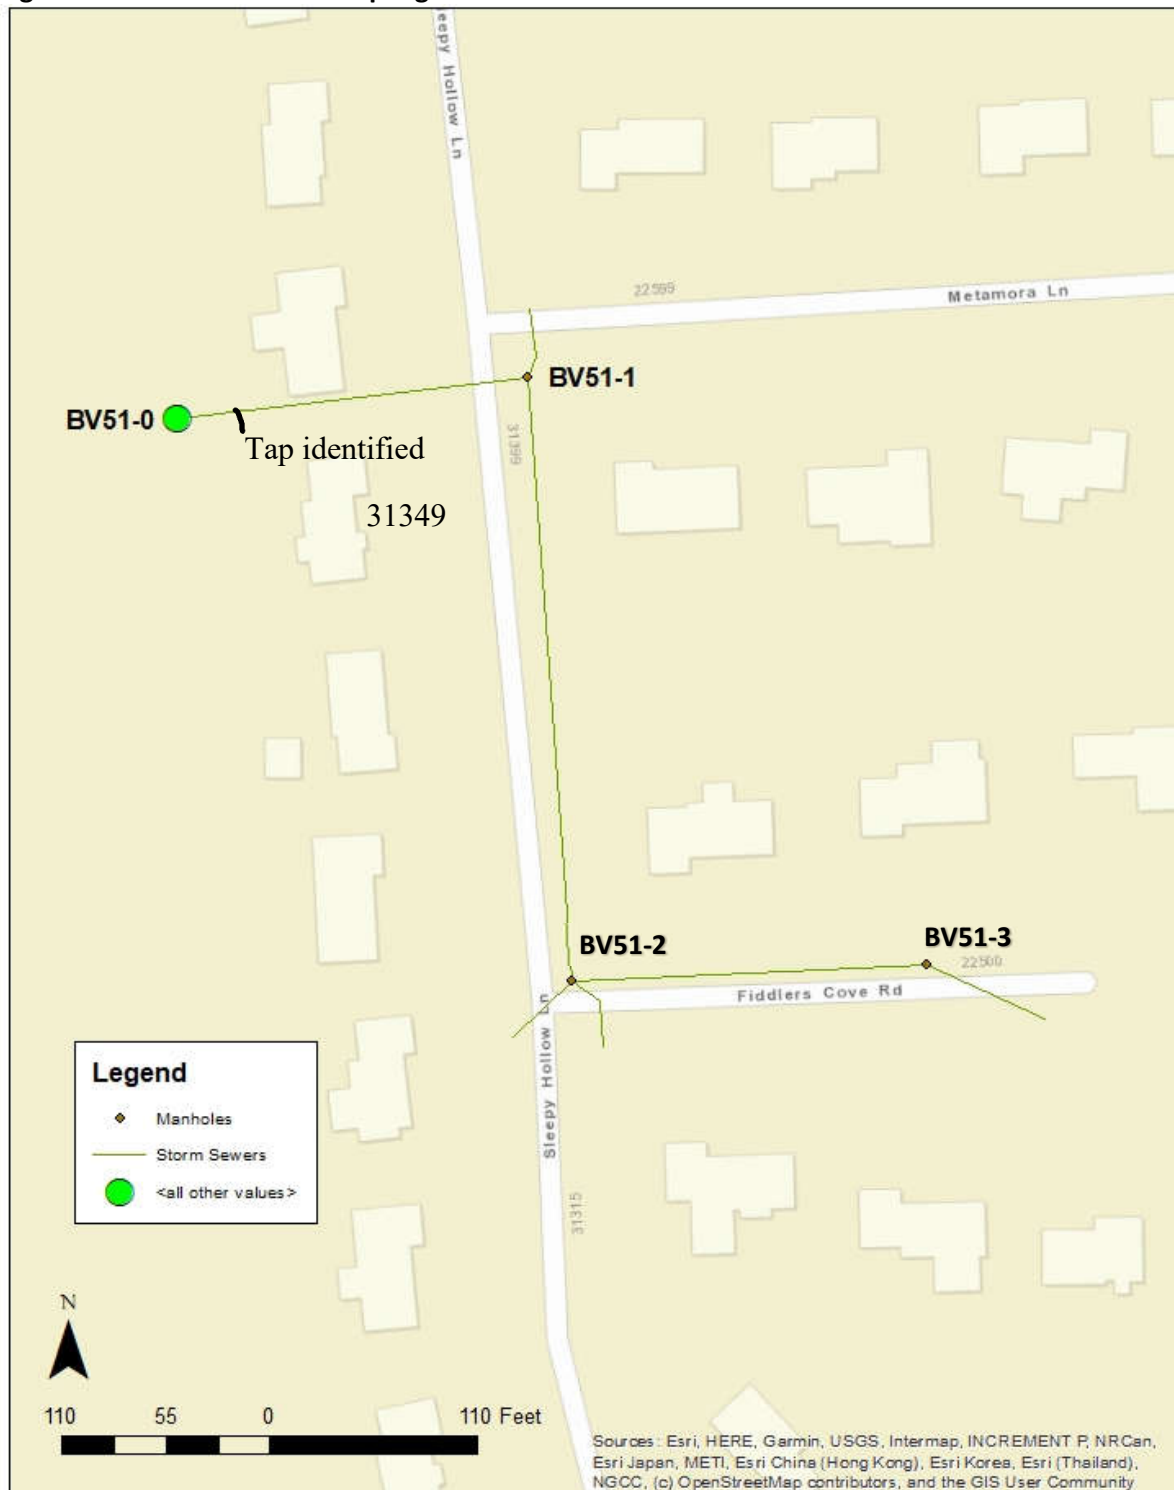 Sleepy Hollow Ln
22599
Metamora Ln
BV51-1
BV51-0
31399
Tap identified
31349
BV51-2
BV51-3
22500
Fiddlers Cove Rd
Sleepy Hollow Ln
Legend
Manholes
Storm Sewers
<all other values>
31315
N
110 55 0 110 Feet
Sources: Esri, HERE, Garmin, USGS, Intermap, INCREMENT P, NRCan,
Esri Japan, METI, Esri China (Hong Kong), Esri Korea, Esri (Thailand),
NGCC, (c) OpenStreetMap contributors, and the GIS User Community